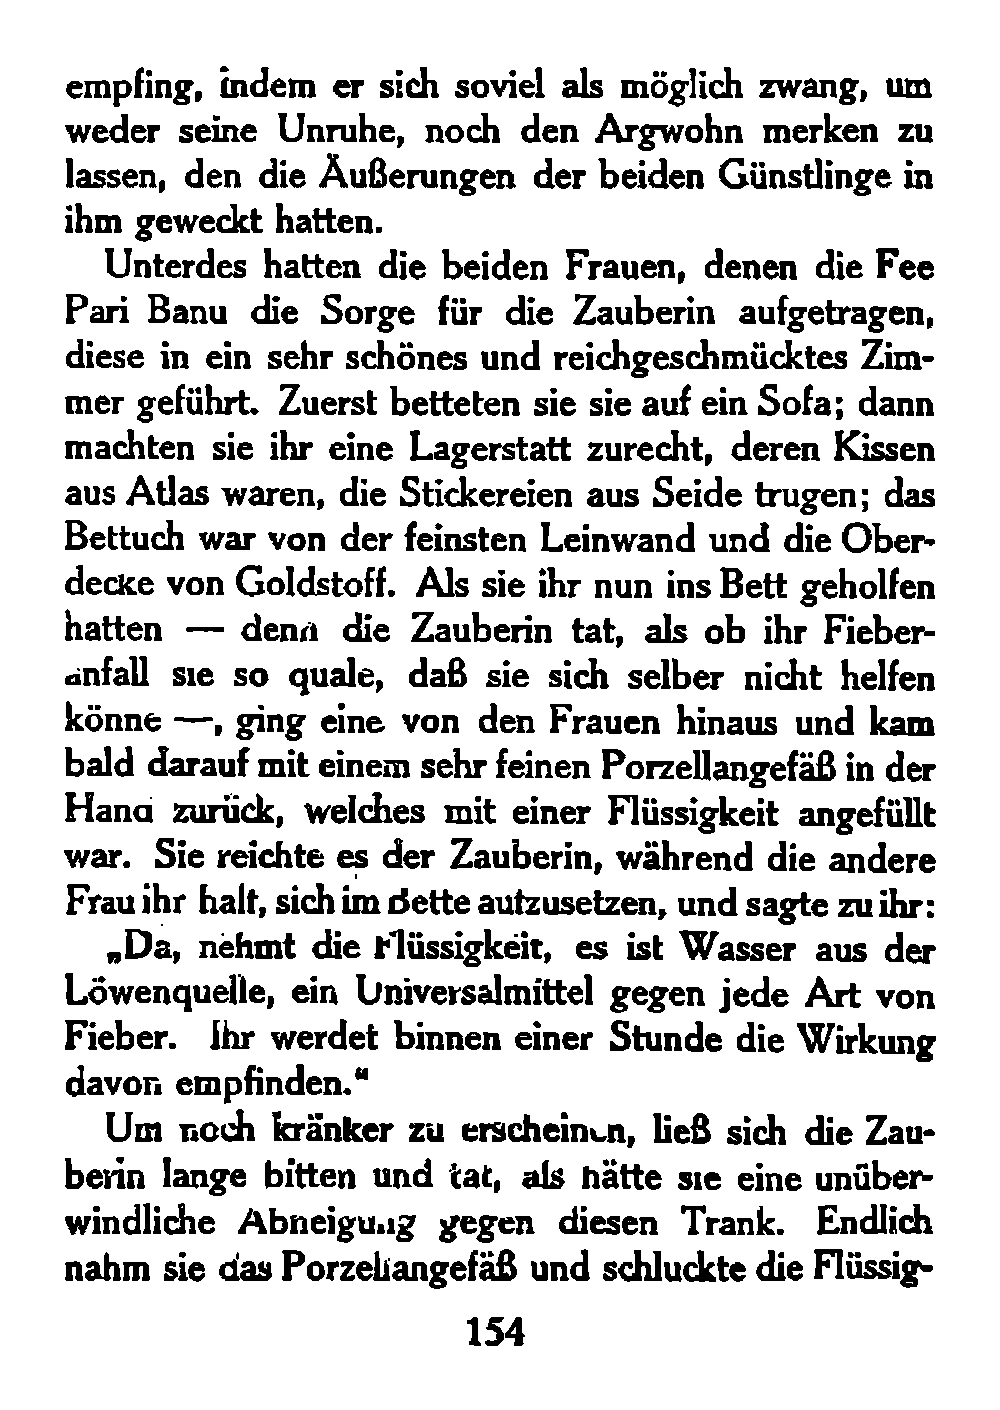 empfing, indem er sich soviel als möglich zwang, um
weder seine Unruhe, noch den Argwohn merken zu
lassen, den die Äußerungen der beiden Günstlinge in
ihm geweckt hatten.
Unterdes hatten die beiden Frauen, denen die Fee
Pari Banu die Sorge für die Zauberin aufgetragen,
diese in ein sehr schönes und reichgeschmücktes Zim-
mer geführt. Zuerst betteten sie sie auf ein Sofa; dann
machten sie ihr eine Lagerstatt zurecht, deren Kissen
aus Atlas waren, die Stickereien aus Seide trugen; das
Bettuch war von der feinsten Leinwand und die Ober-
decke von Goldstoff. Als sie ihr nun ins Bett geholfen
hatten — denn die Zauberin tat, als ob ihr Fieber-
anfall sie so quäle, daß sie sich selber nicht helfen
könne —, ging eine von den Frauen hinaus und kam
bald darauf mit einem sehr feinen Porzellangefäß in der
Hand zurück, welches mit einer Flüssigkeit angefüllt
war. Sie reichte es der Zauberin, während die andere
Frau ihr half, sich im Bette aufzusetzen, und sagte zu ihr:
„Da, nehmt die Flüssigkeit, es ist Wasser aus der
Löwenquelle, ein Universalmittel gegen jede Art von
Fieber. Ihr werdet binnen einer Stunde die Wirkung
davon empfinden.“
Um noch kränker zu erscheinen, ließ sich die Zau-
berin lange bitten und tat, als hätte sie eine unüber-
windliche Abneigung gegen diesen Trank. Endlich
nahm sie das Porzellangefäß und schluckte die Flüssig-
154